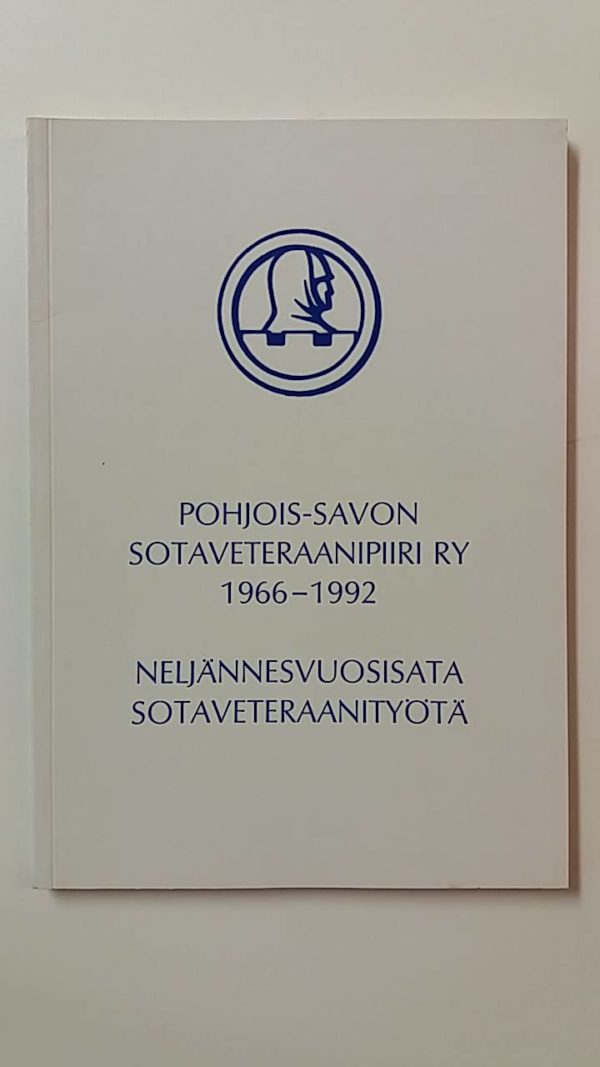 POHJOIS-SAVON
SOTAVETERAANIPIIRI RY
1966–1992
NELJÄNNESVUOSISATA
SOTAVETERAANITYÖTÄ